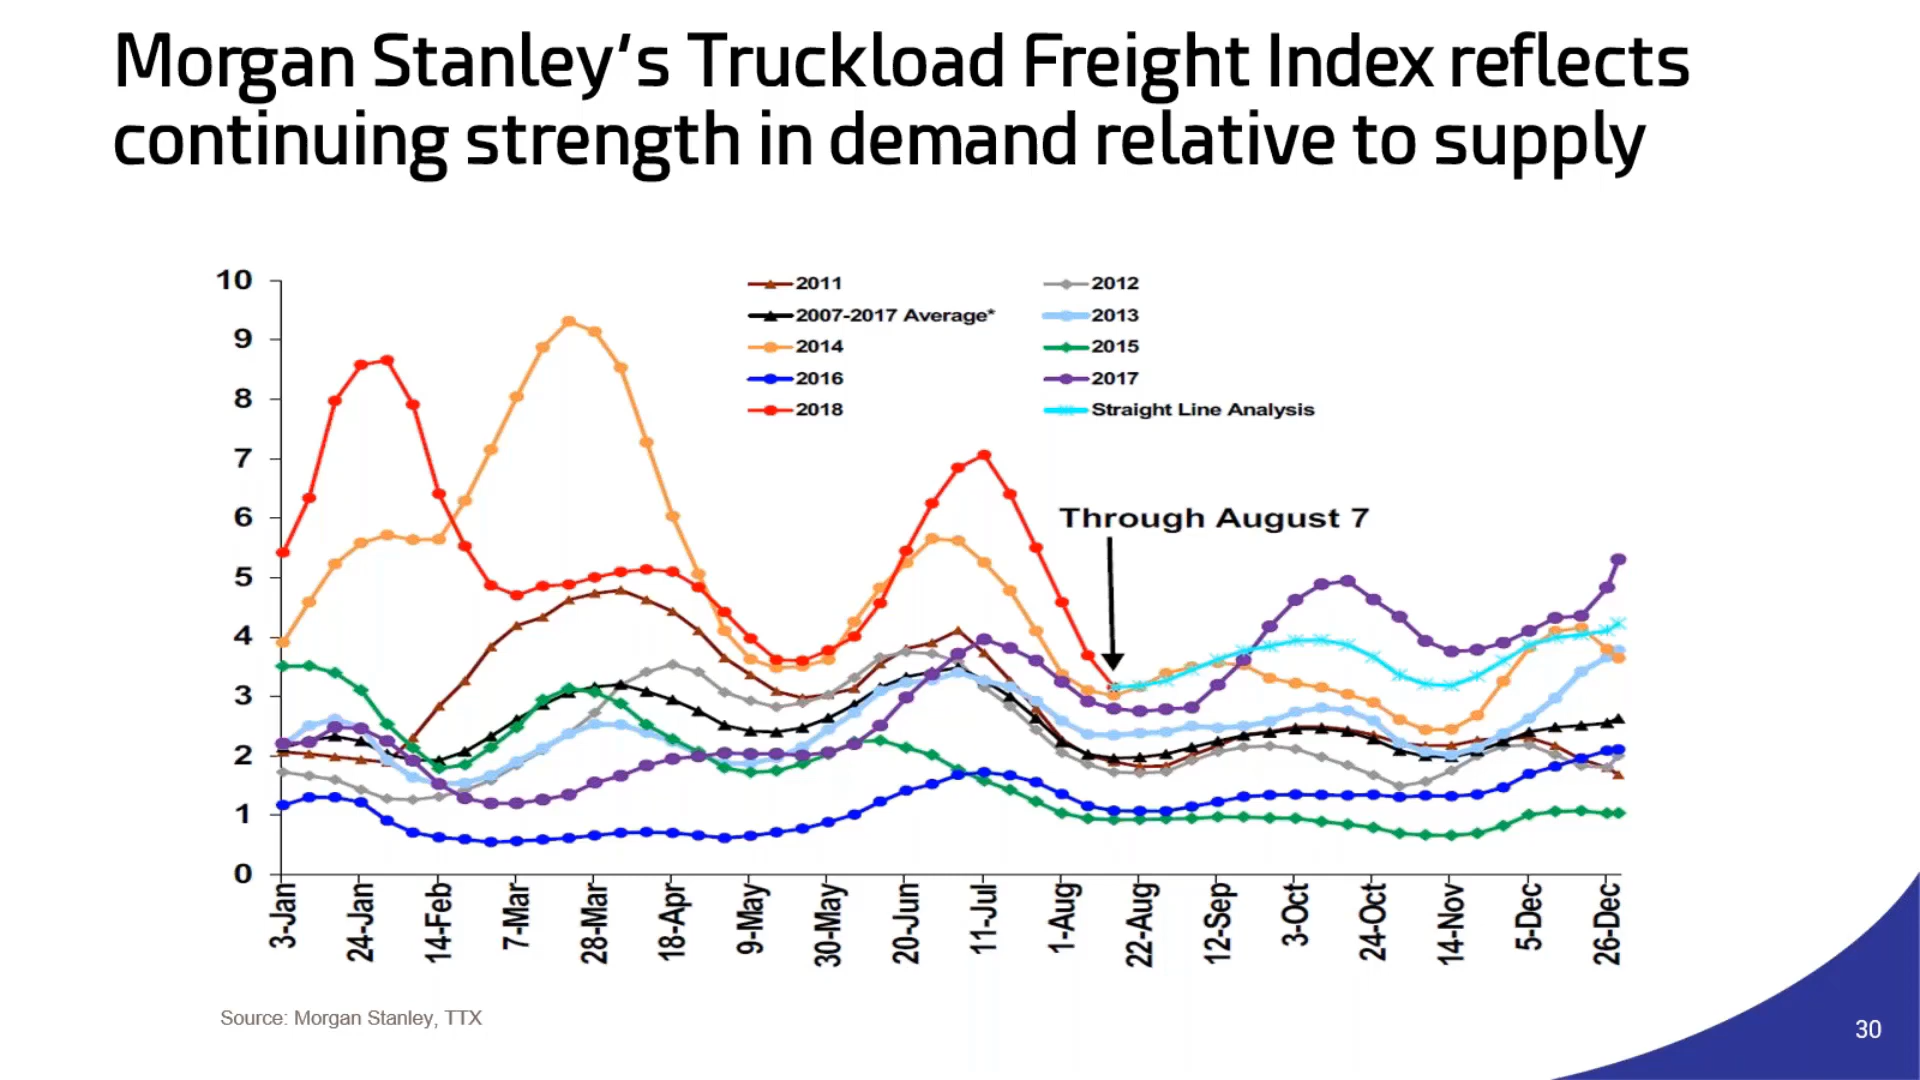 Morgan Stanley's Truckload Freight Index reflects
continuing strength in demand relative to supply
10
9
8
7
6
5
4
3
2
1
0
2011
2012
2007-2017 Average*
2013
2014
2015
2016
2017
2018
Straight Line Analysis
Through August 7
3-Jan
24-Jan
14-Feb
7-Mar
28-Mar
18-Apr
9-May
30-May
20-Jun
11-Jul
1-Aug
22-Aug
12-Sep
3-Oct
24-Oct
14-Nov
5-Dec
26-Dec
Source: Morgan Stanley, TTX
30